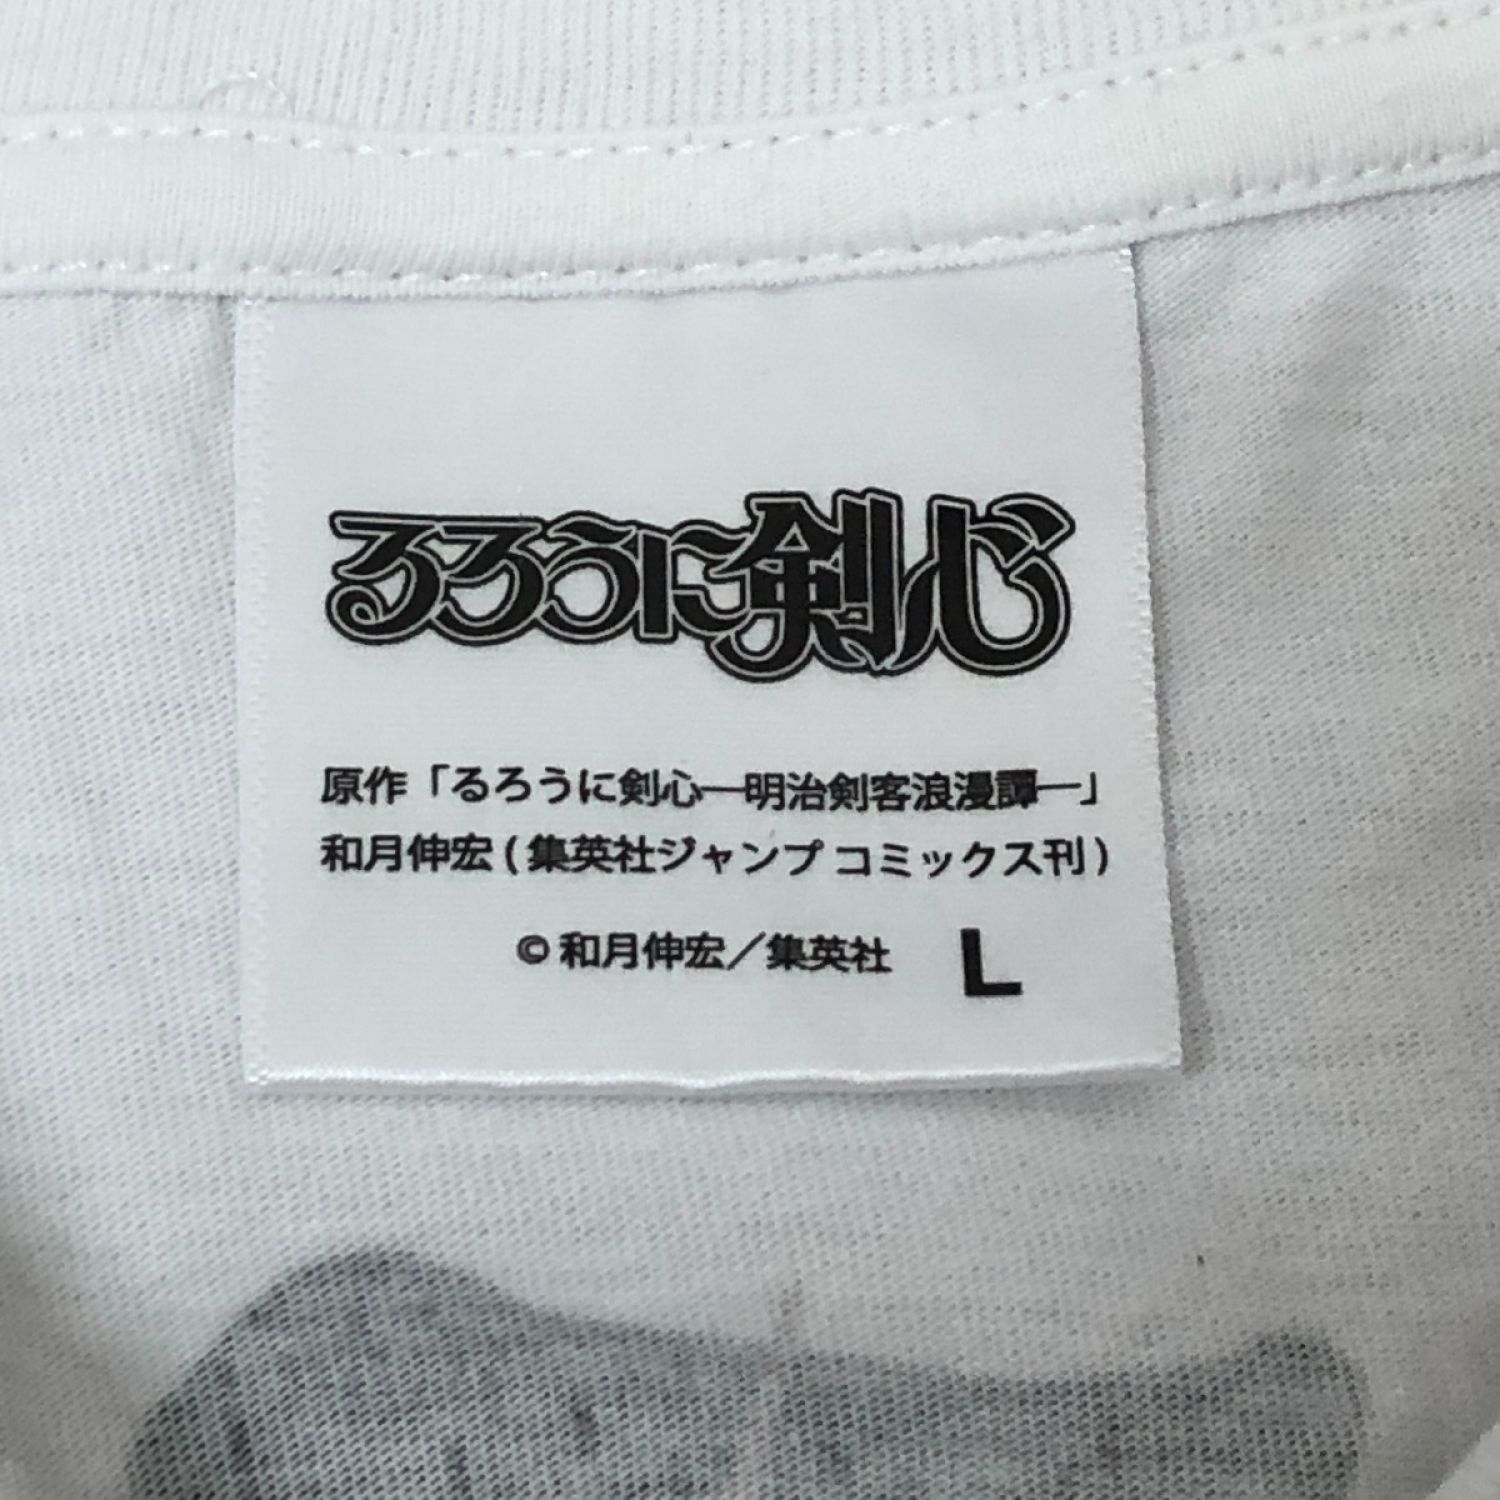 るろうに剣心
原作「るろうに剣心―明治剣客浪漫譚―」
和月伸宏(集英社ジャンプコミックス刊)
©和月伸宏／集英社 L